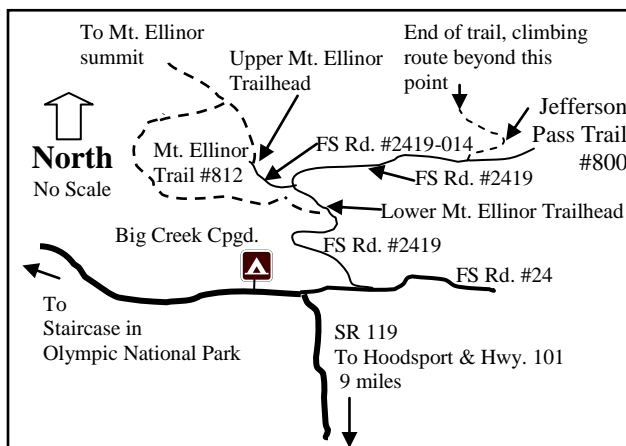 To Mt. Ellinor
summit
Upper Mt. Ellinor
Trailhead
End of trail, climbing
route beyond this
point
Jefferson
Pass Trail
#800
North
No Scale
Mt. Ellinor
Trail #812
FS Rd. #2419-014
FS Rd. #2419
Lower Mt. Ellinor Trailhead
Big Creek Cpgd.
FS Rd. #2419
FS Rd. #24
To
Staircase in
Olympic National Park
SR 119
To Hoodsport & Hwy. 101
9 miles